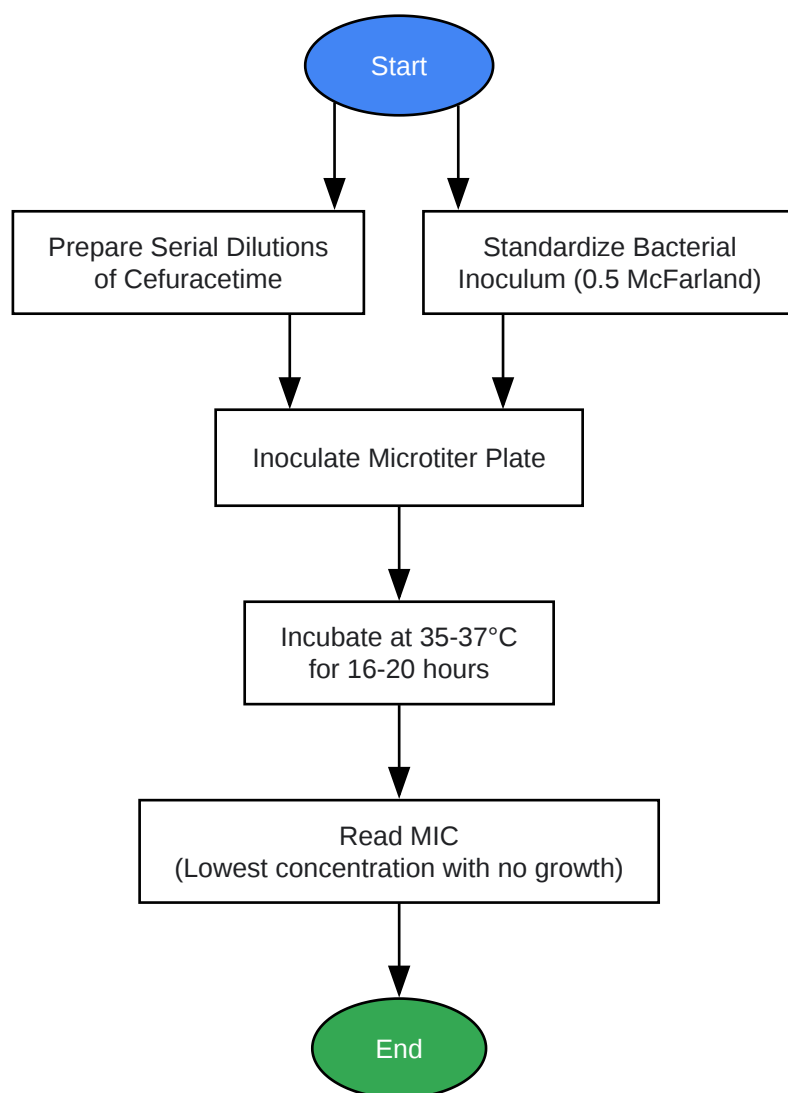 Start
Prepare Serial Dilutions
of Cefuracetime
Standardize Bacterial
Inoculum (0.5 McFarland)
Inoculate Microtiter Plate
Incubate at 35-37°C
for 16-20 hours
Read MIC
(Lowest concentration with no growth)
End